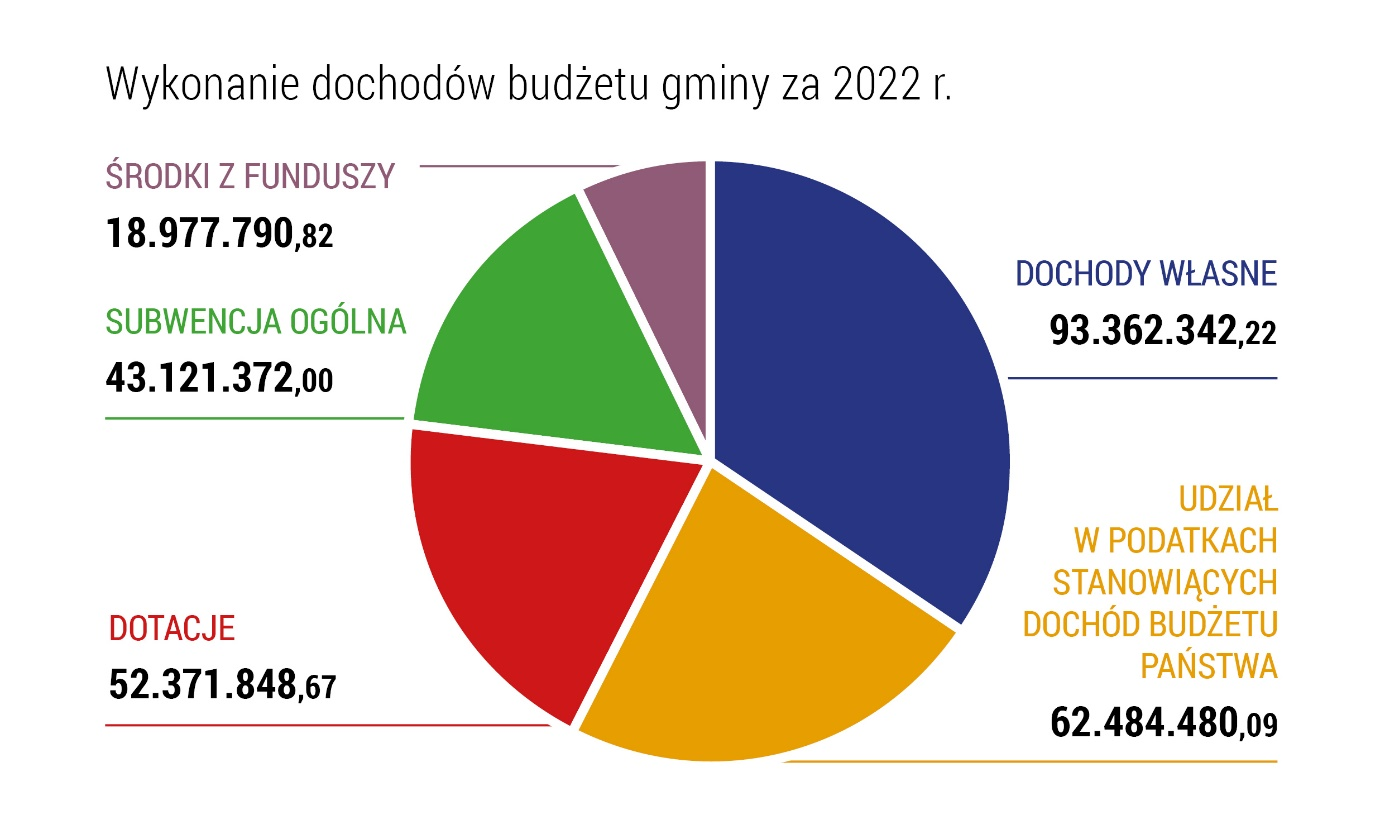 Wykonanie dochodów budżetu gminy za 2022 r.
ŚRODKI Z FUNDUSZY
18.977.790,82
SUBWENCJA OGÓLNA
43.121.372,00
DOTACJE
52.371.848,67
DOCHODY WŁASNE
93.362.342,22
UDZIAŁ
W PODATKACH
STANOWIĄCYCH
DOCHÓD BUDŻETU
PAŃSTWA
62.484.480,09